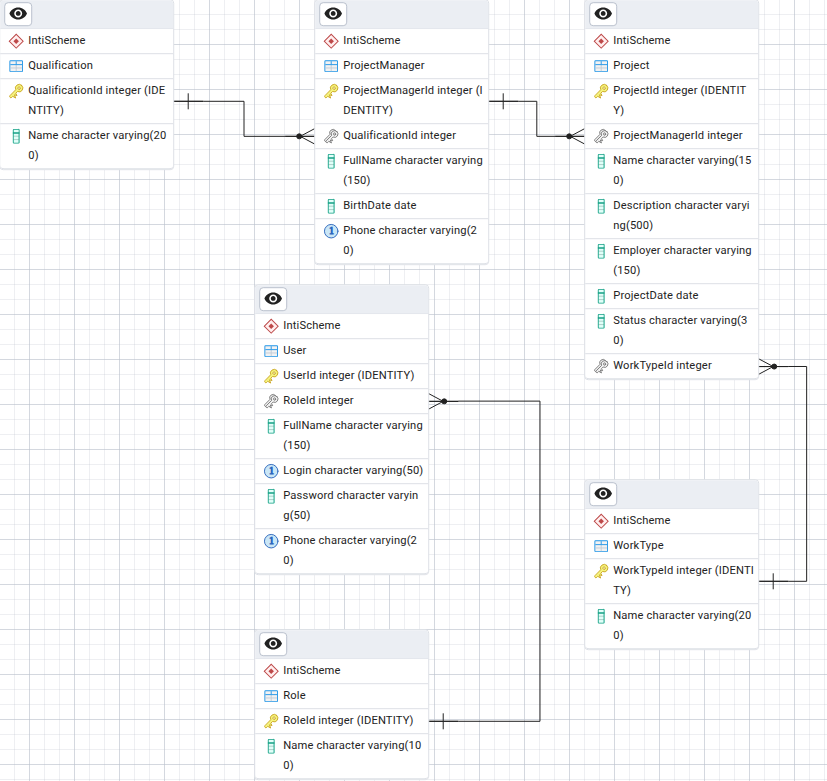 IntiScheme
Qualification
QualificationId integer (IDE
NTITY)
Name character varying(20
0)
IntiScheme
ProjectManager
ProjectManagerId integer (I
DENTITY)
QualificationId integer
FullName character varying
(150)
BirthDate date
1 Phone character varying(2
0)
IntiScheme
Project
ProjectId integer (IDENTIT
Y)
ProjectManagerId integer
Name character varying(15
0)
Description character varyi
ng(500)
Employer character varying
(150)
ProjectDate date
Status character varying(3
0)
WorkTypeId integer
IntiScheme
User
UserId integer (IDENTITY)
RoleId integer
FullName character varying
(150)
1 Login character varying(50)
Password character varyin
g(50)
1 Phone character varying(2
0)
IntiScheme
WorkType
WorkTypeId integer (IDENTI
TY)
Name character varying(20
0)
IntiScheme
Role
RoleId integer (IDENTITY)
Name character varying(10
0)